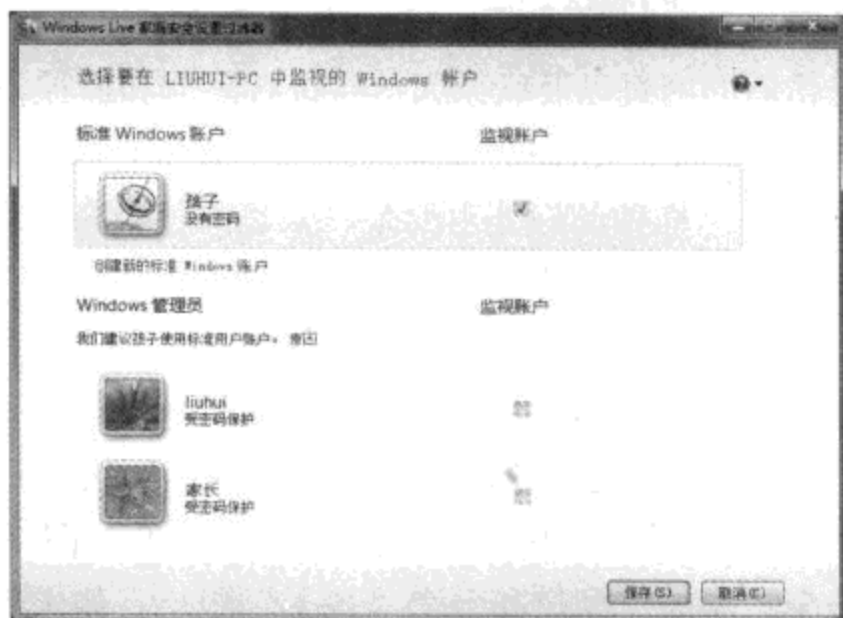 Windows Live 家庭安全设置过滤器
选择要在 LIUHUI-PC 中监视的 Windows 帐户
标准 Windows 账户 监视账户
孩子
没有密码
创建新的标准 Windows 账户
Windows 管理员 监视账户
我们建议孩子使用标准用户账户。 原因
liuhui
受密码保护
家长
受密码保护
保存(S) 取消(C)